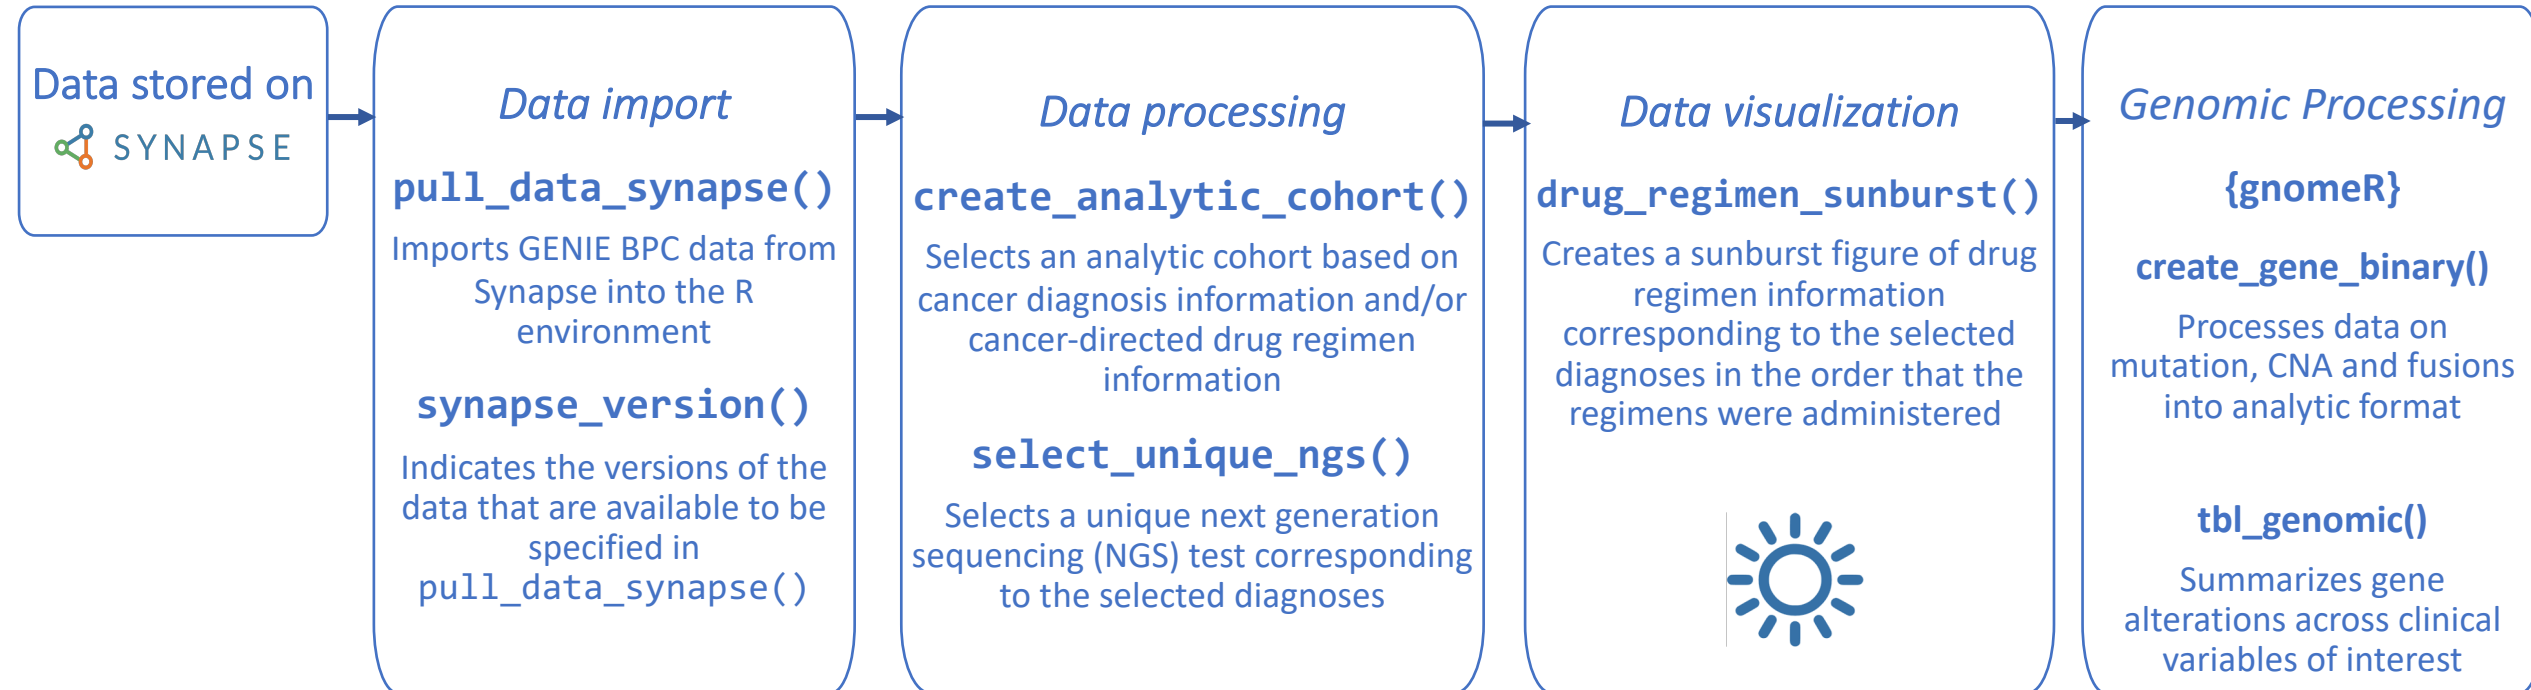 Data stored on
SYNAPSE
Data import
pull_data_synapse()
Imports GENIE BPC data from
Synapse into the R
environment
synapse_version()
Indicates the versions of the
data that are available to be
specified in
pull_data_synapse()
Data processing
create_analytic_cohort()
Selects an analytic cohort based on
cancer diagnosis information and/or
cancer-directed drug regimen
information
select_unique_ngs()
Selects a unique next generation
sequencing (NGS) test corresponding
to the selected diagnoses
Data visualization
drug_regimen_sunburst()
Creates a sunburst figure of drug
regimen information
corresponding to the selected
diagnoses in the order that the
regimens were administered
Genomic Processing
{gnomeR}
create_gene_binary()
Processes data on
mutation, CNA and fusions
into analytic format
tbl_genomic()
Summarizes gene
alterations across clinical
variables of interest